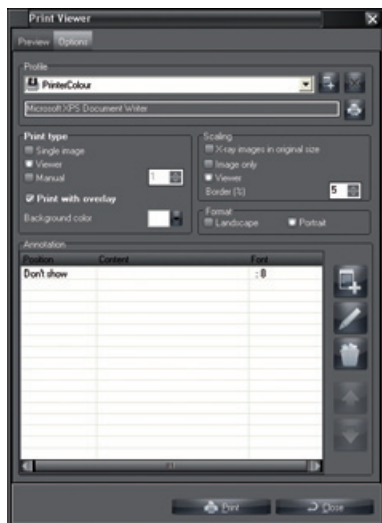 Print Viewer
Preview Options
Profile
PrinterColour
Microsoft XPS Document Writer
Print type
Single image
Viewer
Manual 1
Print with overlay
Background color
Scaling
X-ray images in original size
Image only
Viewer
Border (%) 5
Format
Landscape Portrait
Annotation
Position Content Font
Don't show : 0
Print Close